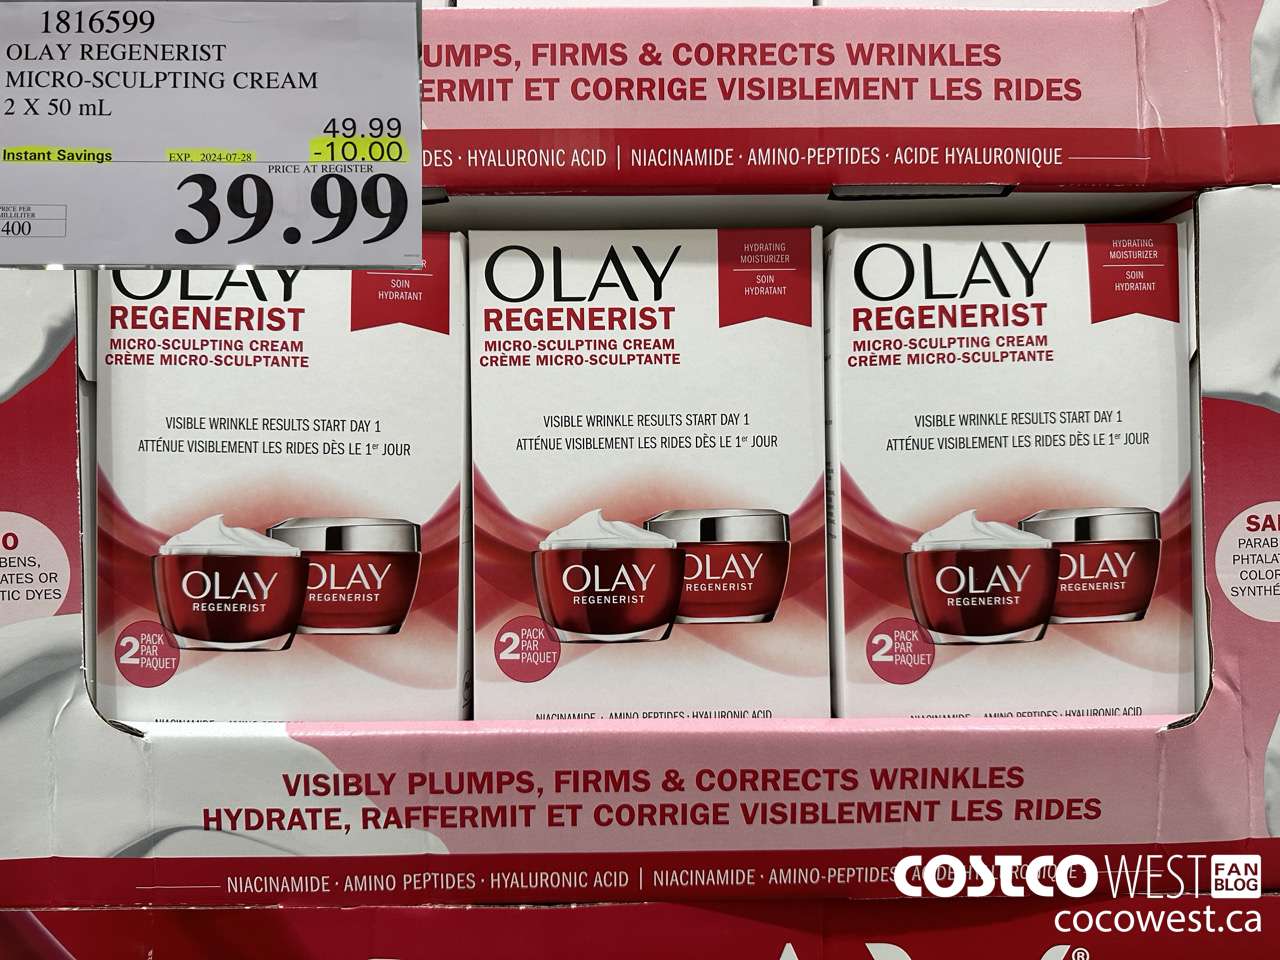 1816599
OLAY REGENERIST
MICRO-SCULPTING CREAM
2 X 50 mL
49.99
Instant Savings EXP. 2024-07-28 -10.00
PRICE AT REGISTER
39.99
PRICE PER
MILLILITER
400
UMPS, FIRMS & CORRECTS WRINKLES
ERMIT ET CORRIGE VISIBLEMENT LES RIDES
DES · HYALURONIC ACID | NIACINAMIDE · AMINO-PEPTIDES · ACIDE HYALURONIQUE
OLAY
REGENERIST
MICRO-SCULPTING CREAM
CRÈME MICRO-SCULPTANTE
SOIN
HYDRATANT
VISIBLE WRINKLE RESULTS START DAY 1
ATTÉNUE VISIBLEMENT LES RIDES DÈS LE 1er JOUR
OLAY
REGENERIST
OLAY
REGENERIST
2 PACK
PAR
PAQUET
OLAY
REGENERIST
MICRO-SCULPTING CREAM
CRÈME MICRO-SCULPTANTE
HYDRATING
MOISTURIZER
SOIN
HYDRATANT
VISIBLE WRINKLE RESULTS START DAY 1
ATTÉNUE VISIBLEMENT LES RIDES DÈS LE 1er JOUR
OLAY
REGENERIST
OLAY
REGENERIST
2 PACK
PAR
PAQUET
NIACINAMIDE · AMINO PEPTIDES · HYALURONIC ACID
OLAY
REGENERIST
MICRO-SCULPTING CREAM
CRÈME MICRO-SCULPTANTE
HYDRATING
MOISTURIZER
SOIN
HYDRATANT
VISIBLE WRINKLE RESULTS START DAY 1
ATTÉNUE VISIBLEMENT LES RIDES DÈS LE 1er JOUR
OLAY
REGENERIST
OLAY
REGENERIST
2 PACK
PAR
PAQUET
NIACINAMIDE · AMINO PEPTIDES · HYALURONIC ACID
O
BENS,
ATES OR
TIC DYES
SA
PARAB
PHTALA
COLOR
SYNTHÉ
VISIBLY PLUMPS, FIRMS & CORRECTS WRINKLES
HYDRATE, RAFFERMIT ET CORRIGE VISIBLEMENT LES RIDES
NIACINAMIDE · AMINO PEPTIDES · HYALURONIC ACID | NIACINAMIDE · AMINO-PEPTIDES · ACIDE HYALURONIQUE
COSTCO WEST FAN BLOG
cocowest.ca